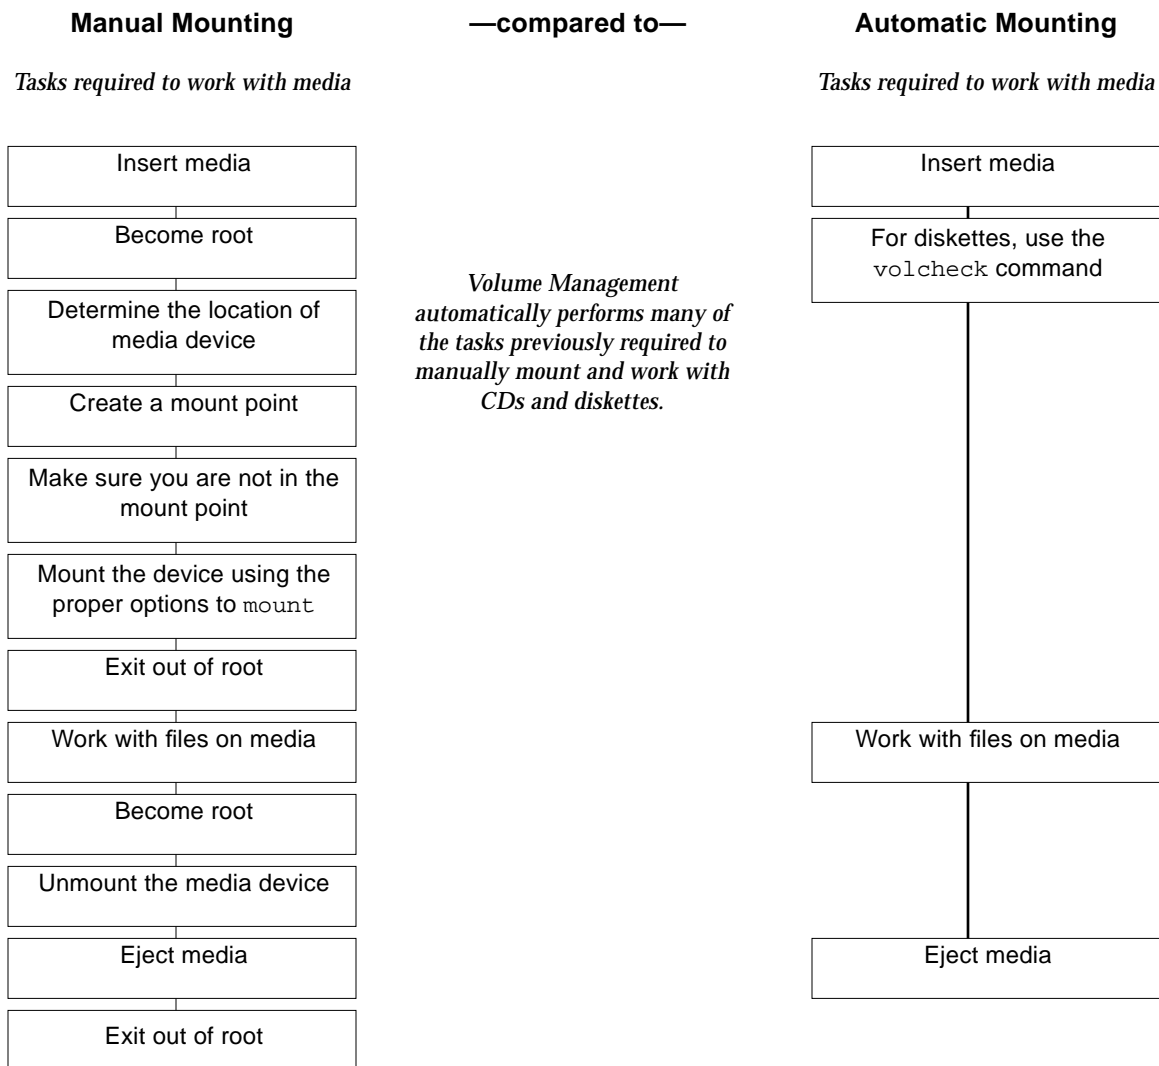 Manual Mounting —compared to— Automatic Mounting
Tasks required to work with media
Tasks required to work with media
Insert media
Become root
Determine the location of
media device
Create a mount point
Make sure you are not in the
mount point
Mount the device using the
proper options to mount
Exit out of root
Work with files on media
Become root
Unmount the media device
Eject media
Exit out of root
Volume Management
automatically performs many of
the tasks previously required to
manually mount and work with
CDs and diskettes.
Insert media
For diskettes, use the
volcheck command
Work with files on media
Eject media